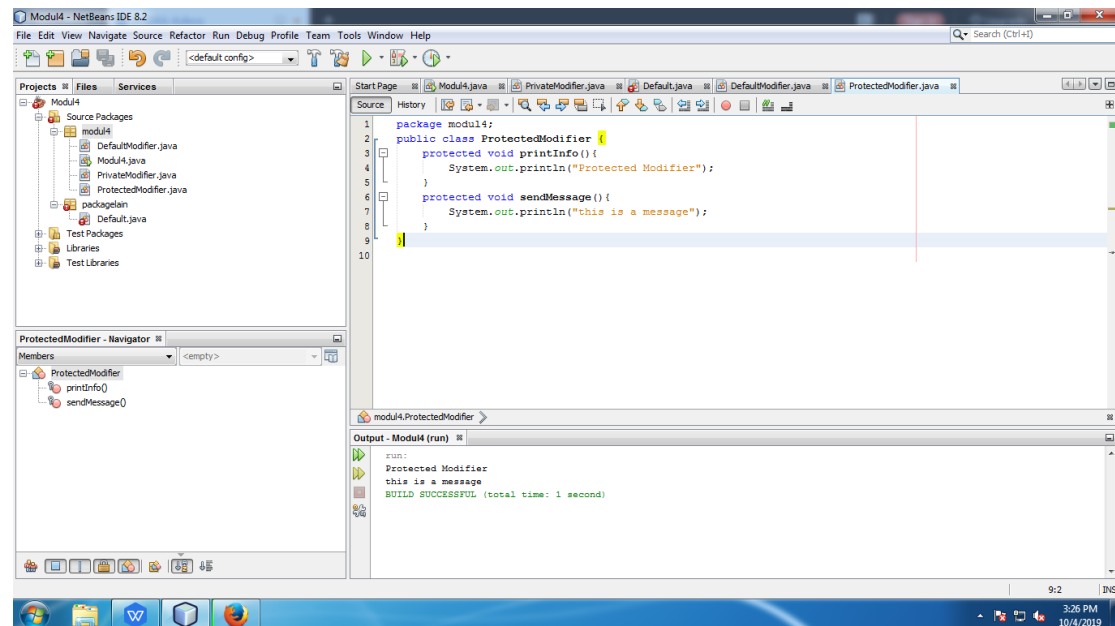 Modul4 - NetBeans IDE 8.2
File Edit View Navigate Source Refactor Run Debug Profile Team Tools Window Help
Search (Ctrl+I)
<default config>
Projects Files Services
Modul4
Source Packages
modul4
DefaultModifier.java
Modul4.java
PrivateModifier.java
ProtectedModifier.java
packagelain
Default.java
Test Packages
Libraries
Test Libraries
ProtectedModifier - Navigator
Members <empty>
ProtectedModifier
printInfo()
sendMessage()
Start Page Modul4.java PrivateModifier.java Default.java DefaultModifier.java ProtectedModifier.java
Source History
1 package modul4;
2 public class ProtectedModifier {
3 protected void printInfo(){
4 System.out.println("Protected Modifier");
5 }
6 protected void sendMessage(){
7 System.out.println("this is a message");
8 }
9 }
10
modul4.ProtectedModifier
Output - Modul4 (run)
run:
Protected Modifier
this is a message
BUILD SUCCESSFUL (total time: 1 second)
9:2 INS
3:26 PM
10/4/2019